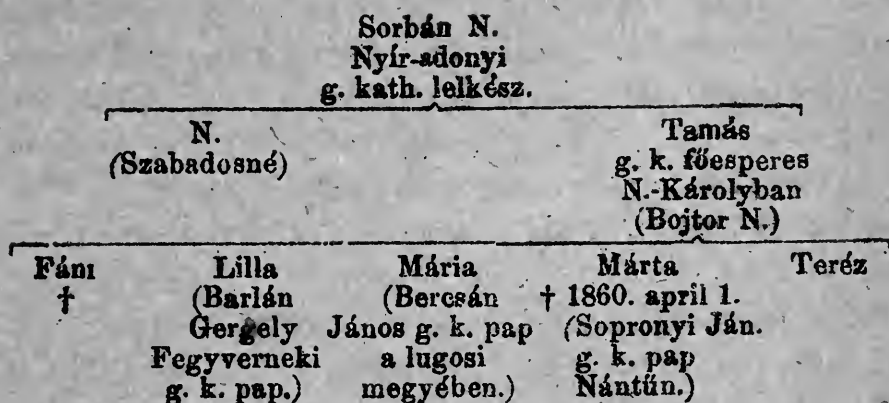 Sorbán N.
Nyír-adonyi
g. kath. lelkész.
N.
(Szabadosné)
Tamás
g. k. főesperes
N.-Károlyban
(Bojtor N.)
Fáni
†
Lilla
(Barlán
Gergely
Fegyverneki
g. k. pap.)
Mária
(Bercsán
János g. k. pap
a lugosi
megyében.)
Márta
† 1860. april 1.
(Sopronyi Ján.
g. k. pap
Nántűn.)
Teréz